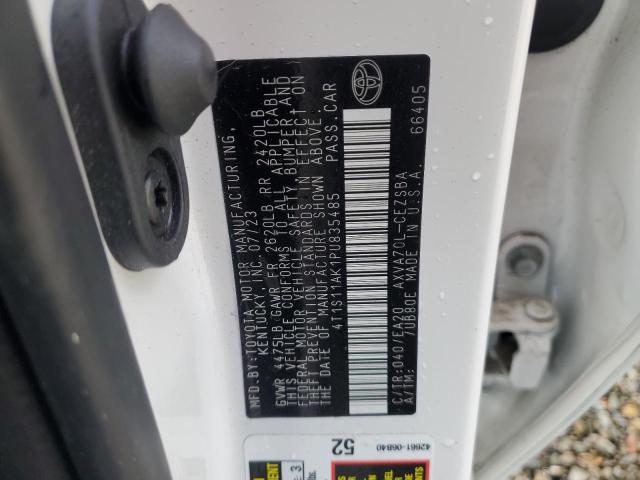 MFD.BY:TOYOTA MOTOR MANUFACTURING,
KENTUCKY, INC. 07/23
GVWR 4475LB GAWR FR 2620LB RR 2420LB
THIS VEHICLE CONFORMS TO ALL APPLICABLE
FEDERAL MOTOR VEHICLE SAFETY BUMPER,AND
THEFT PREVENTION STANDARDS IN EFFECT ON
THE DATE OF MANUFACTURE SHOWN ABOVE.
4T1S11AK1PU835485 PASS.CAR
C/TR:040/EA20 AXVA70L-CEZSBA
A/TM: /UB80E MADE IN U.S.A. 66405
52
42661-06B40
3